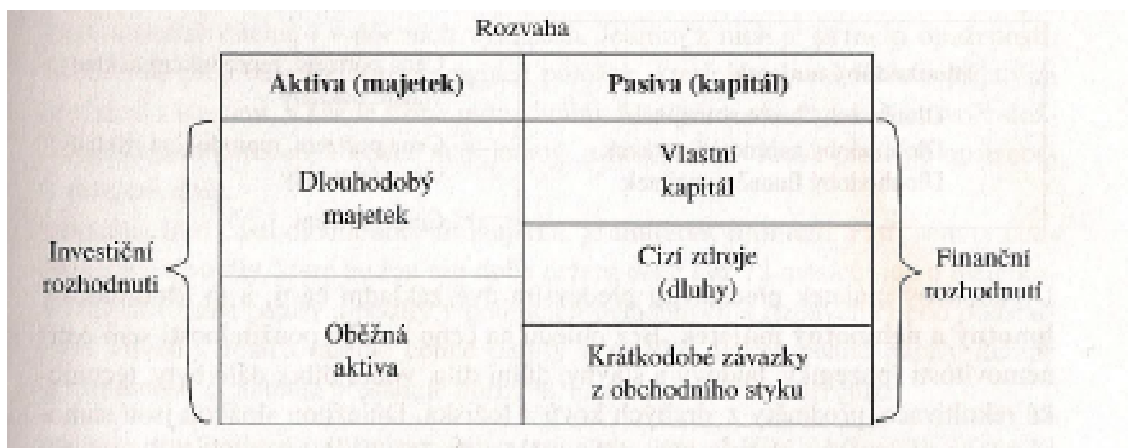 Rozvaha
Aktiva (majetek)
Pasiva (kapitál)
Dlouhodobý
majetek
Oběžná
aktiva
Vlastní
kapitál
Cizí zdroje
(dluhy)
Krátkodobé závazky
z obchodního styku
Investiční
rozhodnutí
Finanční
rozhodnutí